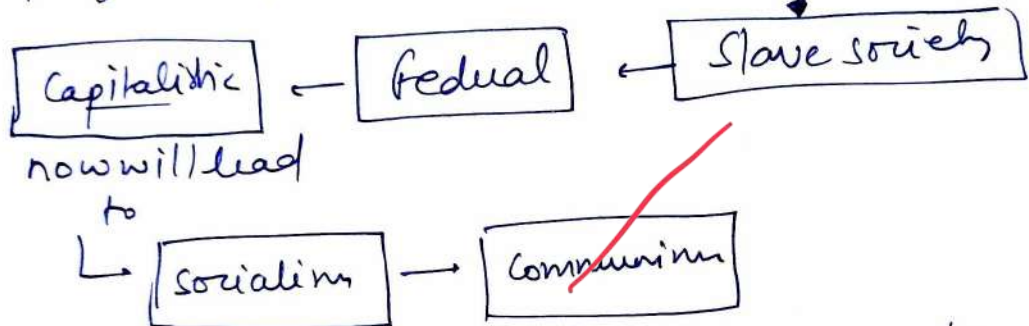 Capitalistic ← Fedual ← Slave society
now will lead
to
socialism → communism